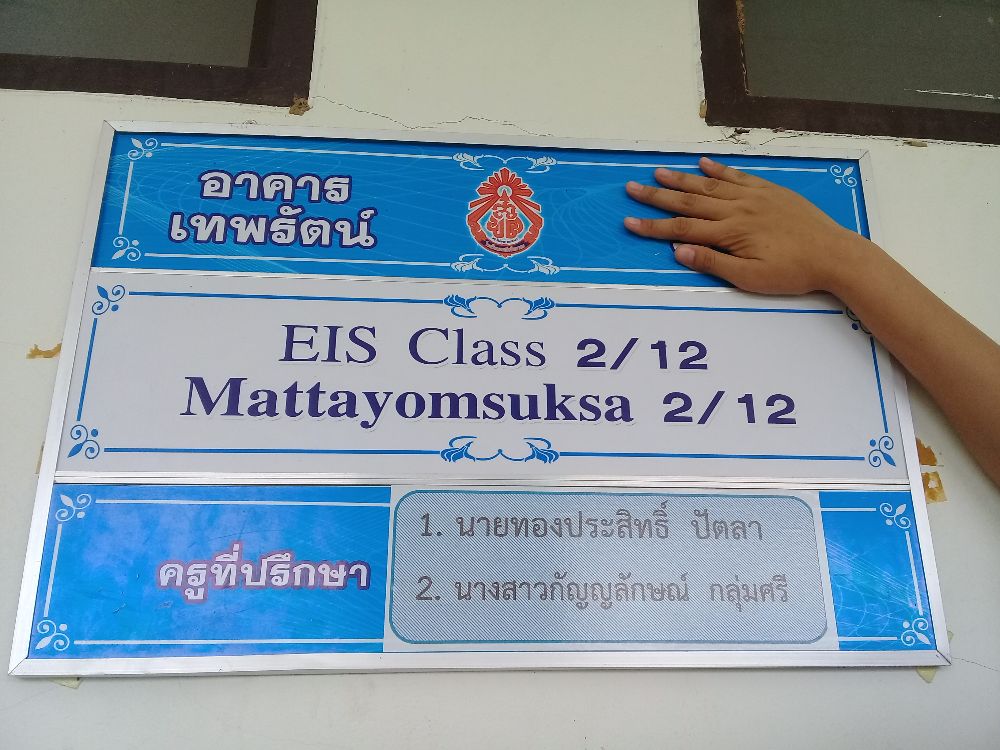 อาคาร
เทพรัตน์
EIS Class 2/12
Mattayomsuksa 2/12
ครูที่ปรึกษา
1. นายทองประสิทธิ์ ปัตลา
2. นางสาวกัญญลักษณ์ กลุ่มศรี